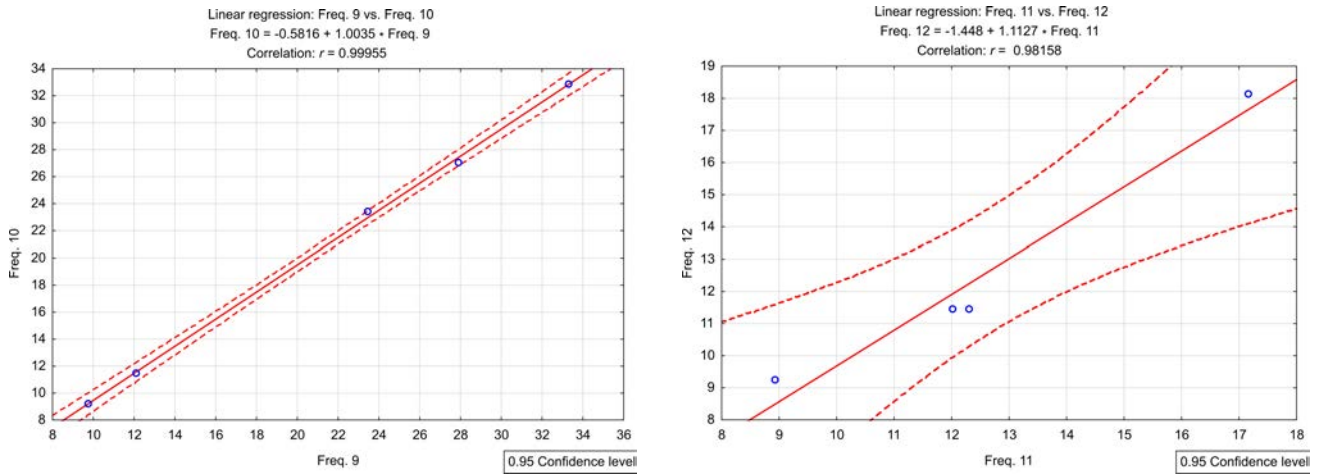 Linear regression: Freq. 9 vs. Freq. 10
Freq. 10 = -0.5816 + 1.0035 * Freq. 9
Correlation: r = 0.99955
34
32
30
28
26
24
22
20
18
16
14
12
10
8
Freq. 10
8 10 12 14 16 18 20 22 24 26 28 30 32 34 36
Freq. 9
0.95 Confidence level
Linear regression: Freq. 11 vs. Freq. 12
Freq. 12 = -1.448 + 1.1127 * Freq. 11
Correlation: r = 0.98158
19
18
17
16
15
14
13
12
11
10
9
8
Freq. 12
8 9 10 11 12 13 14 15 16 17 18
Freq. 11
0.95 Confidence level